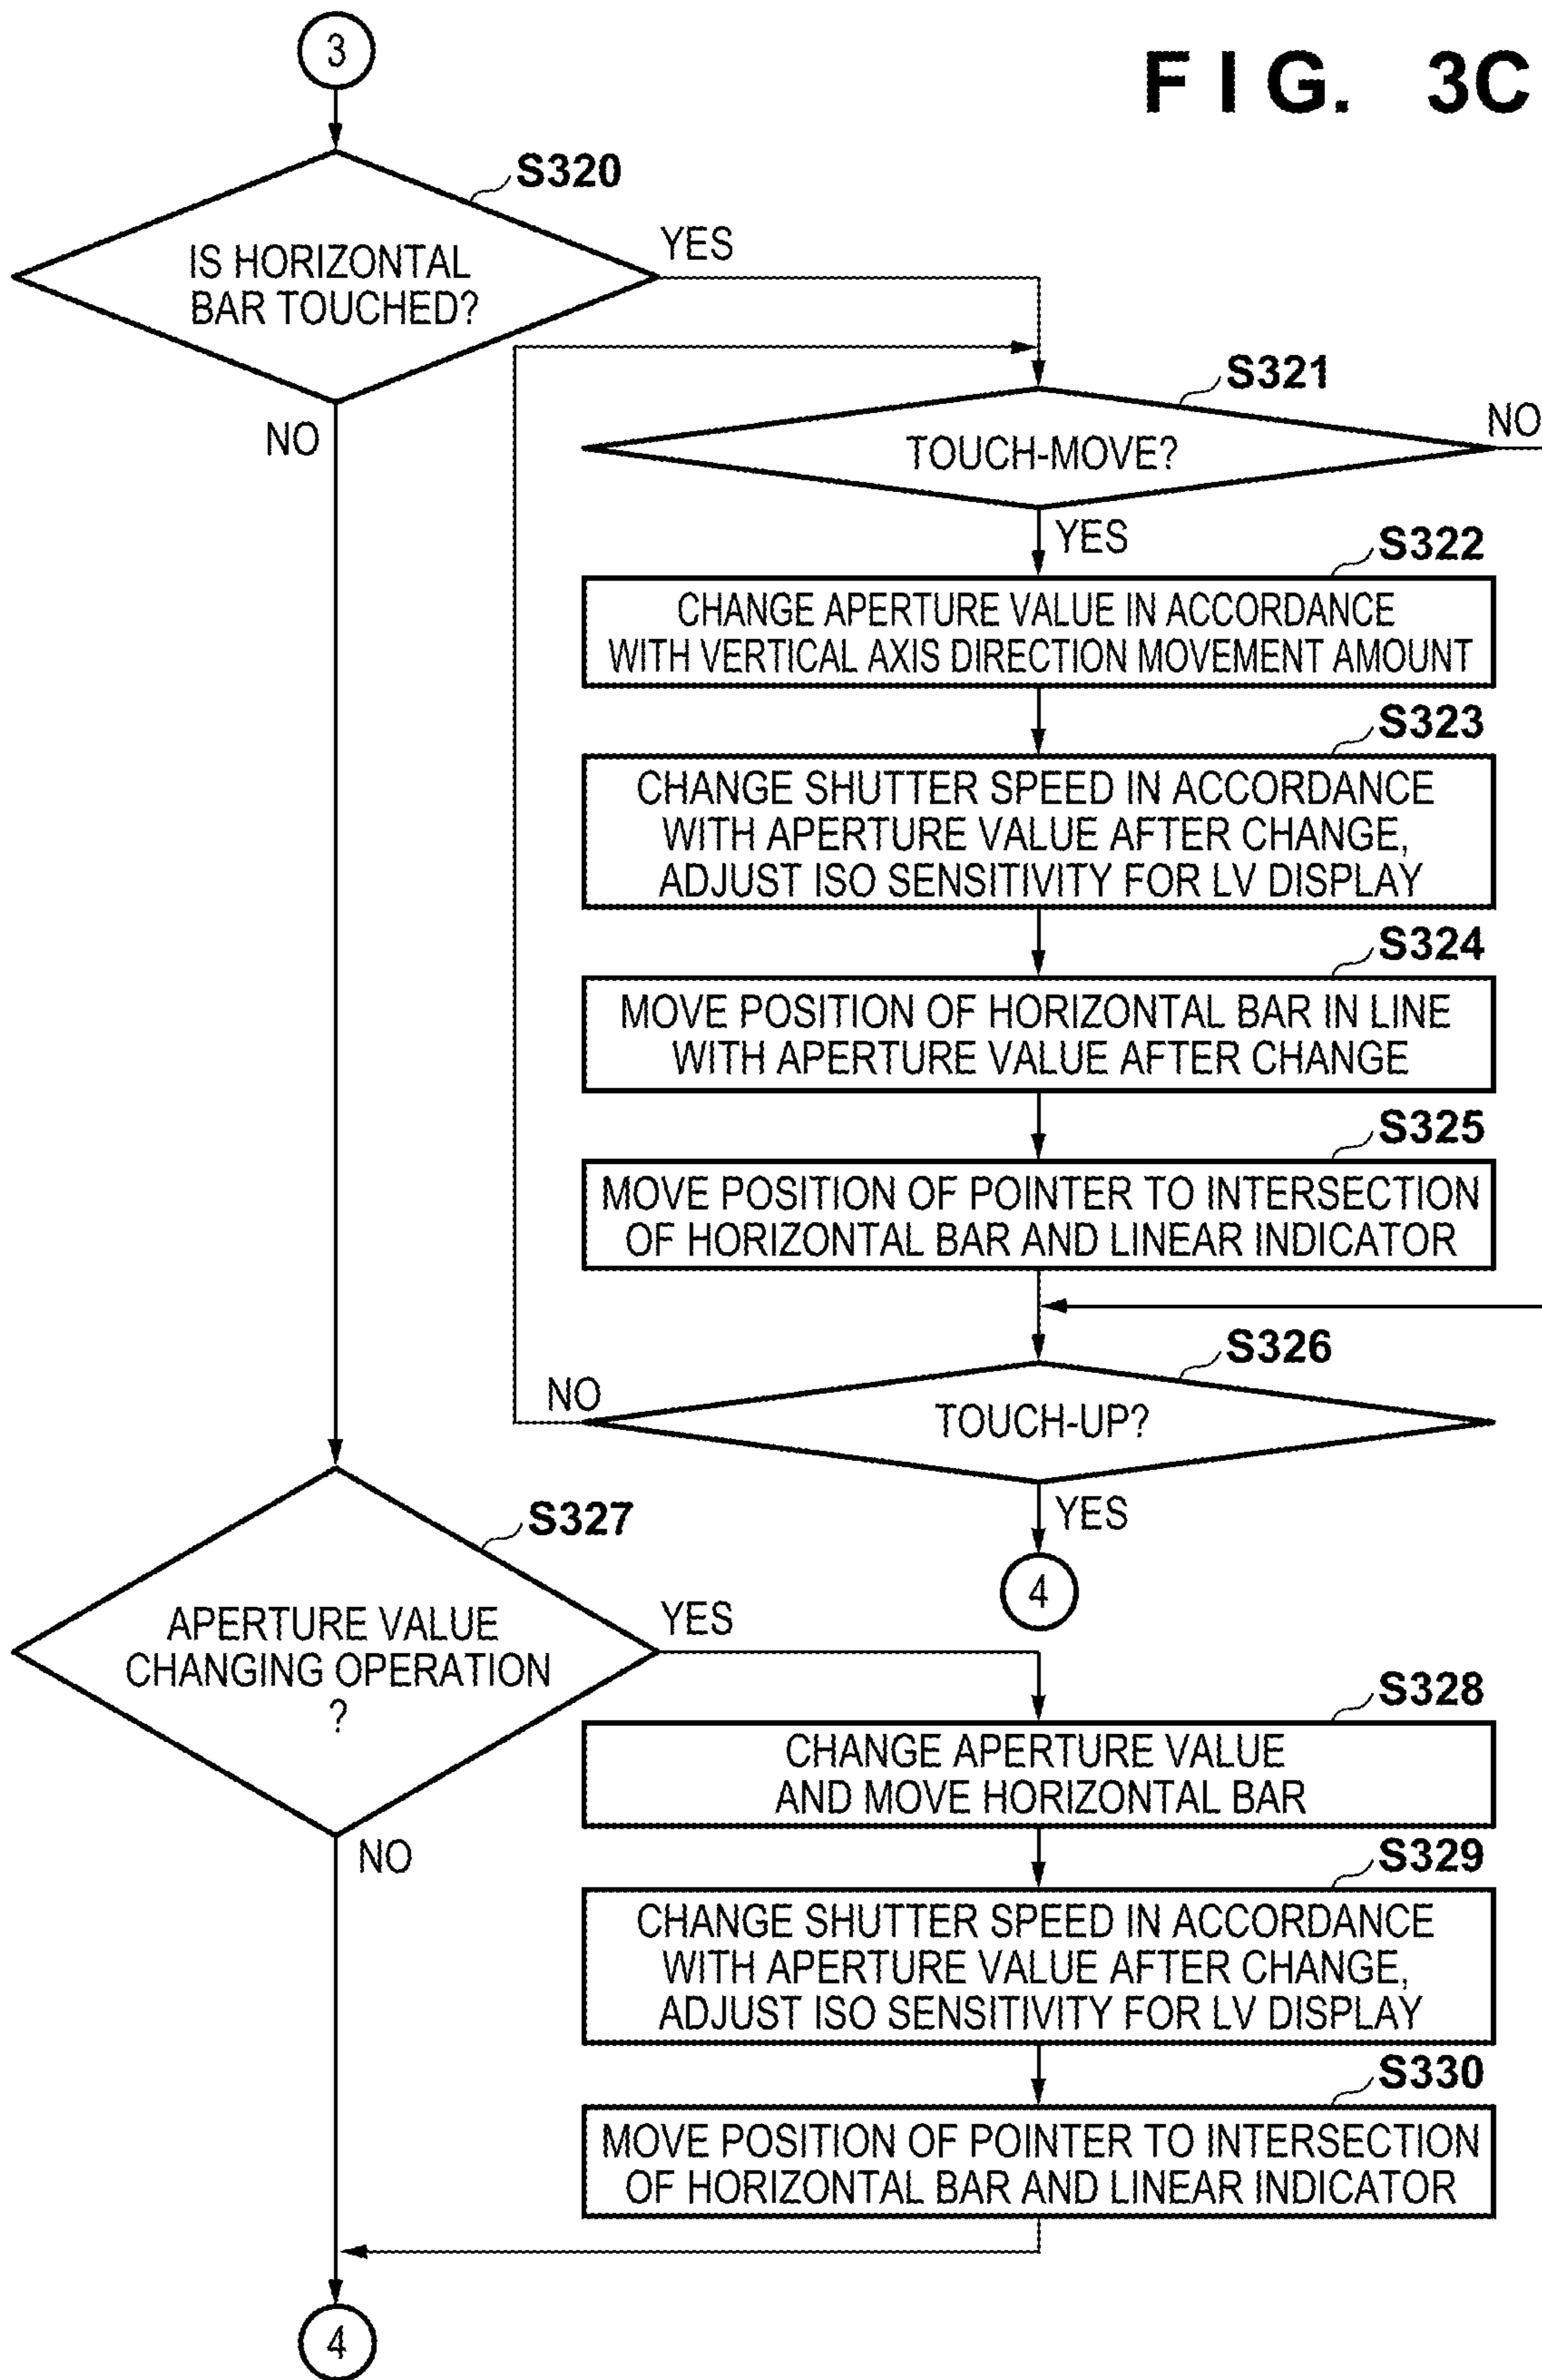 FIG. 3C
3
S320
IS HORIZONTAL
BAR TOUCHED?
YES
NO
S321
TOUCH-MOVE?
NO
YES
S322
CHANGE APERTURE VALUE IN ACCORDANCE
WITH VERTICAL AXIS DIRECTION MOVEMENT AMOUNT
S323
CHANGE SHUTTER SPEED IN ACCORDANCE
WITH APERTURE VALUE AFTER CHANGE,
ADJUST ISO SENSITIVITY FOR LV DISPLAY
S324
MOVE POSITION OF HORIZONTAL BAR IN LINE
WITH APERTURE VALUE AFTER CHANGE
S325
MOVE POSITION OF POINTER TO INTERSECTION
OF HORIZONTAL BAR AND LINEAR INDICATOR
S326
TOUCH-UP?
NO
YES
4
S327
APERTURE VALUE
CHANGING OPERATION
?
YES
NO
S328
CHANGE APERTURE VALUE
AND MOVE HORIZONTAL BAR
S329
CHANGE SHUTTER SPEED IN ACCORDANCE
WITH APERTURE VALUE AFTER CHANGE,
ADJUST ISO SENSITIVITY FOR LV DISPLAY
S330
MOVE POSITION OF POINTER TO INTERSECTION
OF HORIZONTAL BAR AND LINEAR INDICATOR
4